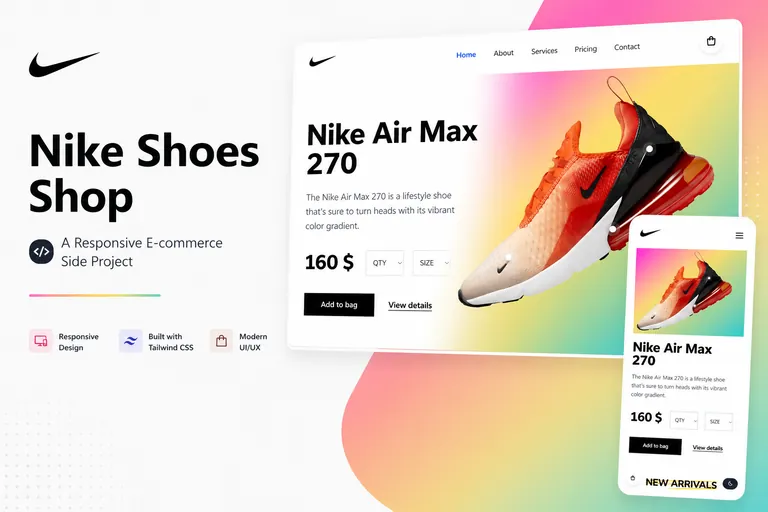 Nike Shoes
Shop
A Responsive E-commerce
Side Project
Responsive
Design
Built with
Tailwind CSS
Modern
UI/UX
Home About Services Pricing Contact
Nike Air Max
270
The Nike Air Max 270 is a lifestyle shoe
that's sure to turn heads with its vibrant
color gradient.
160 $ QTY SIZE
Add to bag View details
Nike Air Max
270
The Nike Air Max 270 is a lifestyle shoe
that's sure to turn heads with its vibrant
color gradient.
160 $ QTY SIZE
Add to bag View details
NEW ARRIVALS